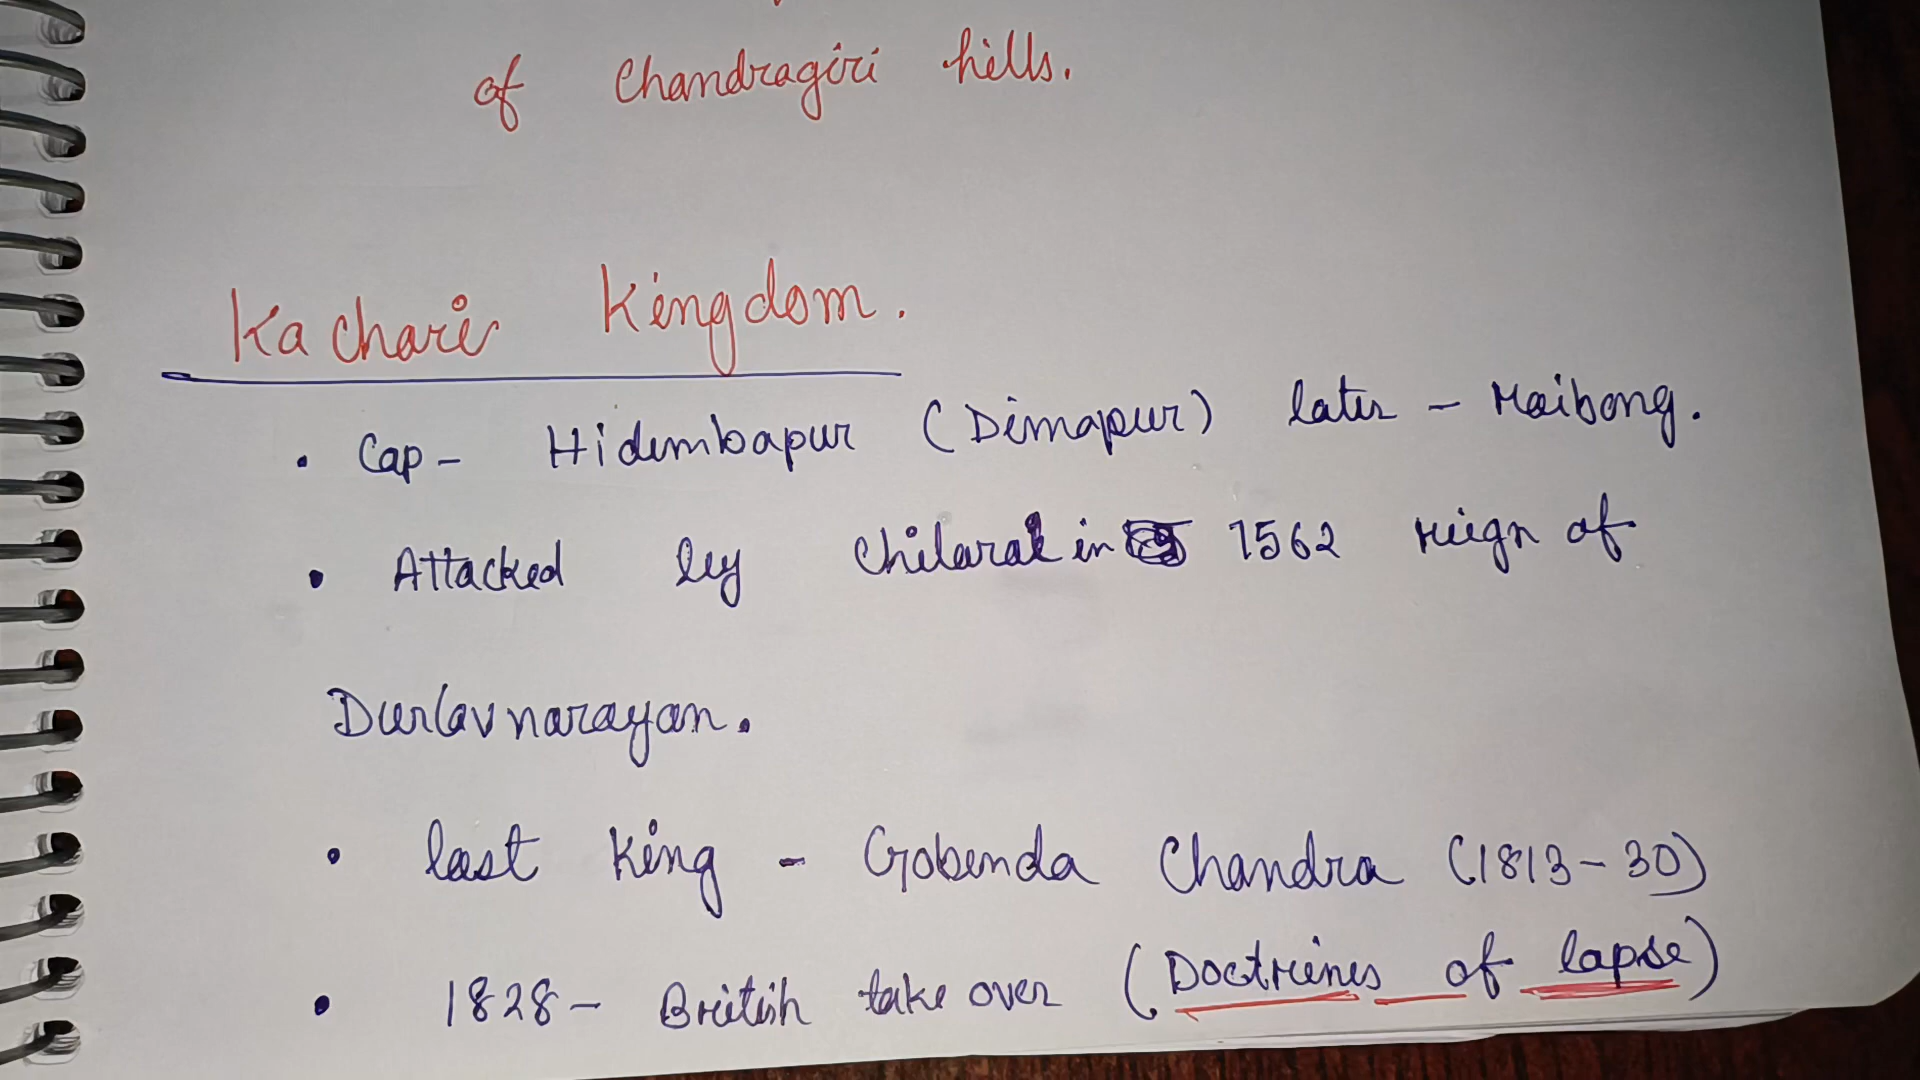 of Chandragiri hills.
Kachari Kingdom.
• Cap - Hidimbapur (Dimapur) later - Maibong.
• Attacked by Chilarai in 1562 reign of
Durlavnarayan.
• last King - Gobinda Chandra (1813-30)
• 1828 - British take over (Doctrines of lapse)